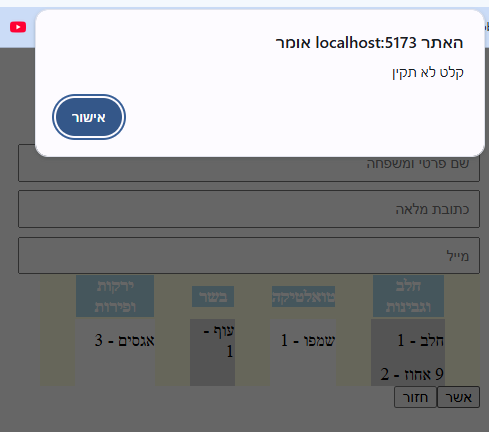 האתר localhost:5173 אומר
קלט לא תקין
אישור
שם פרטי ומשפחה
כתובת מלאה
מייל
חלב
וגבינות
טואלטיקה
בשר
ירקות
ופירות
חלב - 1
9 אחוז - 2
שמפו - 1
עוף -
1
אגסים - 3
אשר
חזור